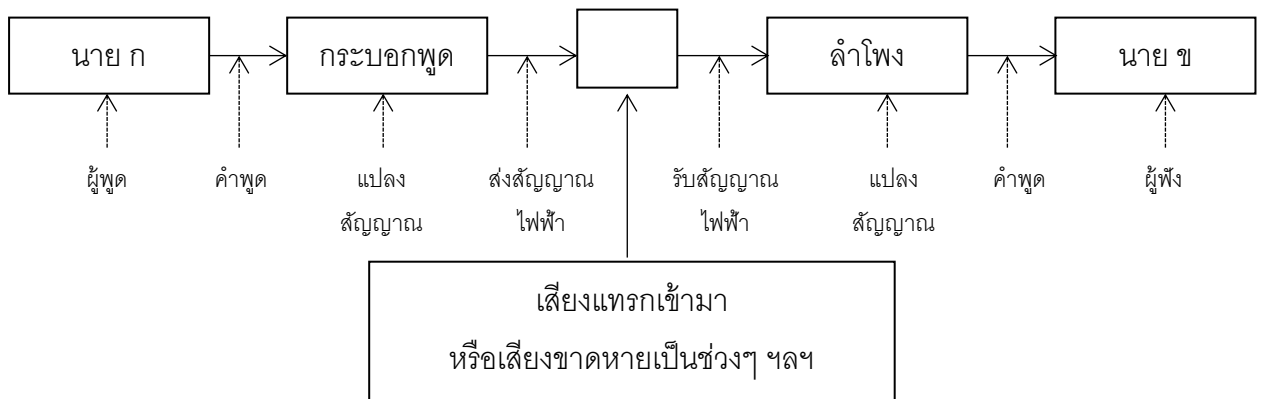 นาย ก
กระบอกพูด
ลำโพง
นาย ข
ผู้พูด
คำพูด
แปลง
สัญญาณ
ส่งสัญญาณ
ไฟฟ้า
รับสัญญาณ
ไฟฟ้า
แปลง
สัญญาณ
คำพูด
ผู้ฟัง
เสียงแทรกเข้ามา
หรือเสียงขาดหายเป็นช่วงๆ ฯลฯ